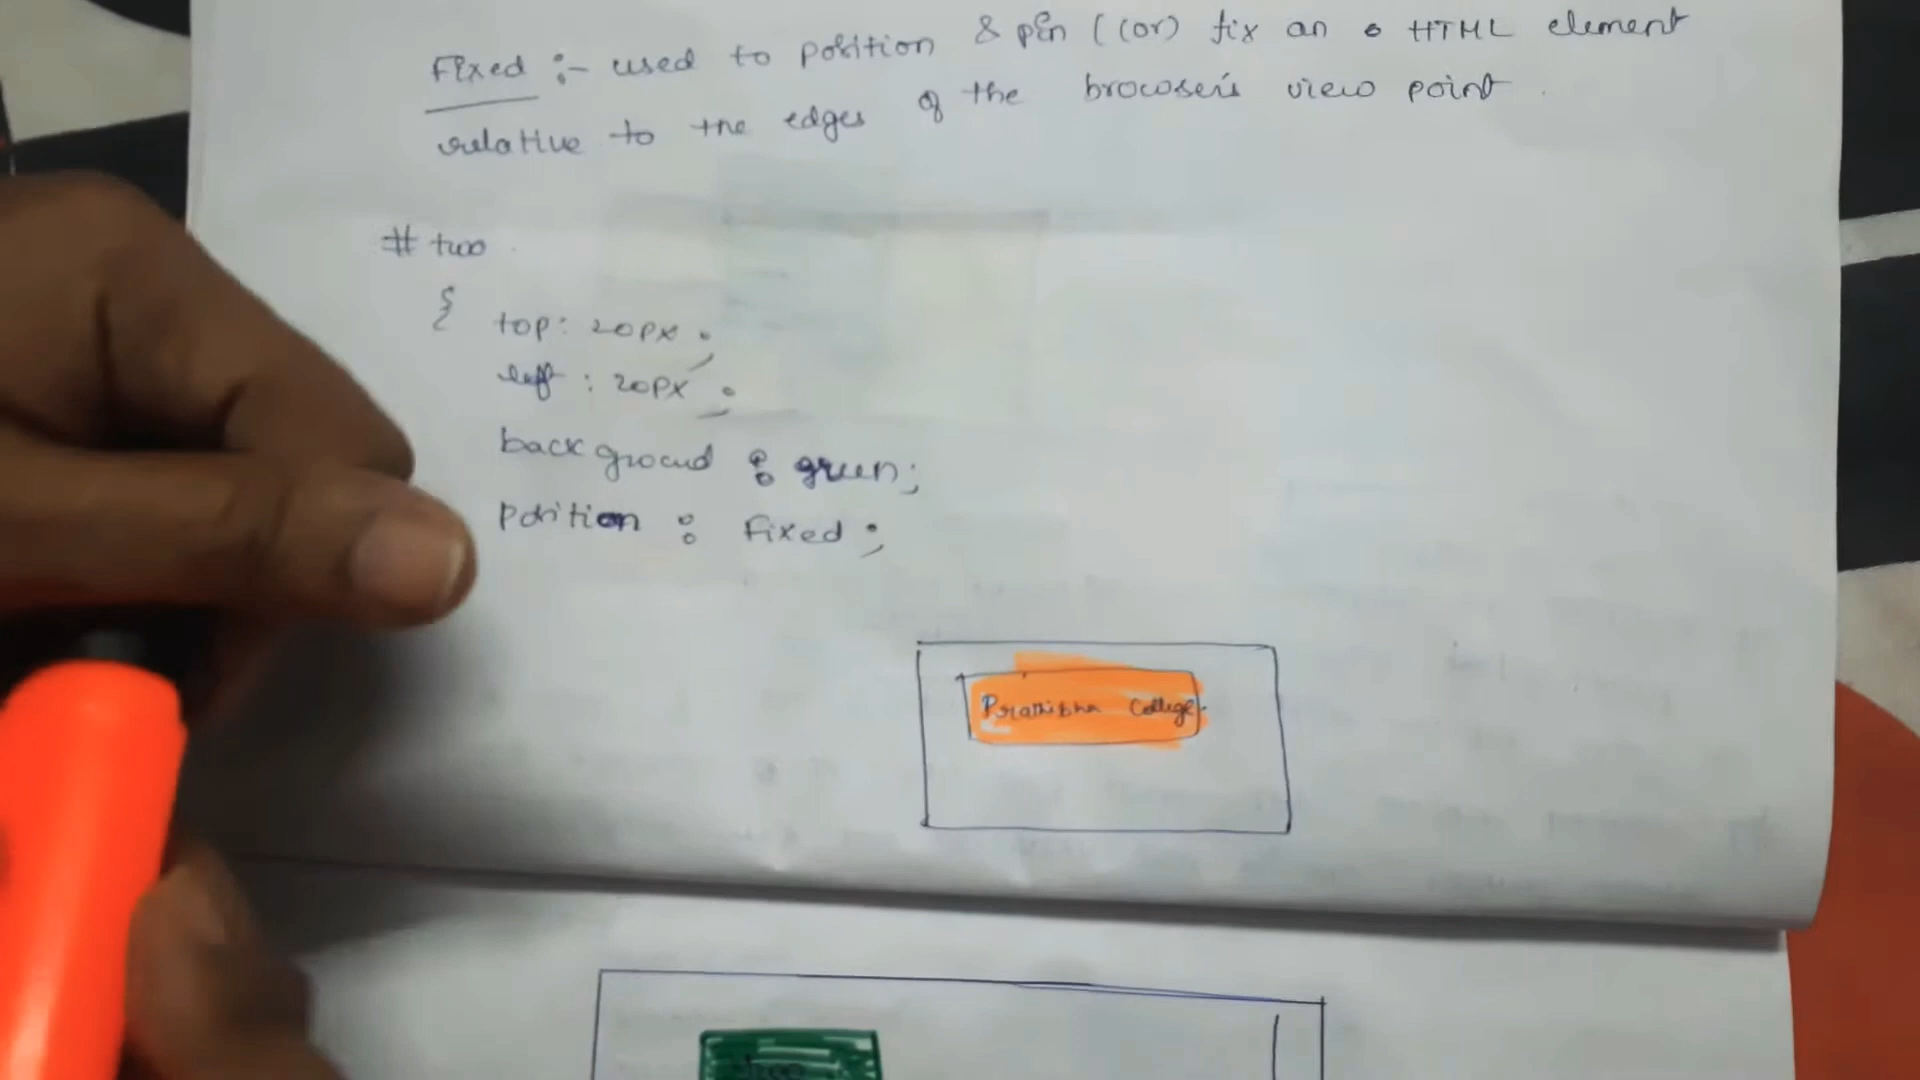 Fixed :- used to position & pin ((or) fix an HTML element
relative to the edges of the browser's view point.
# two
{ top: 20px ;
left : 20px ;
background : green;
position : fixed ;
Prathibha College